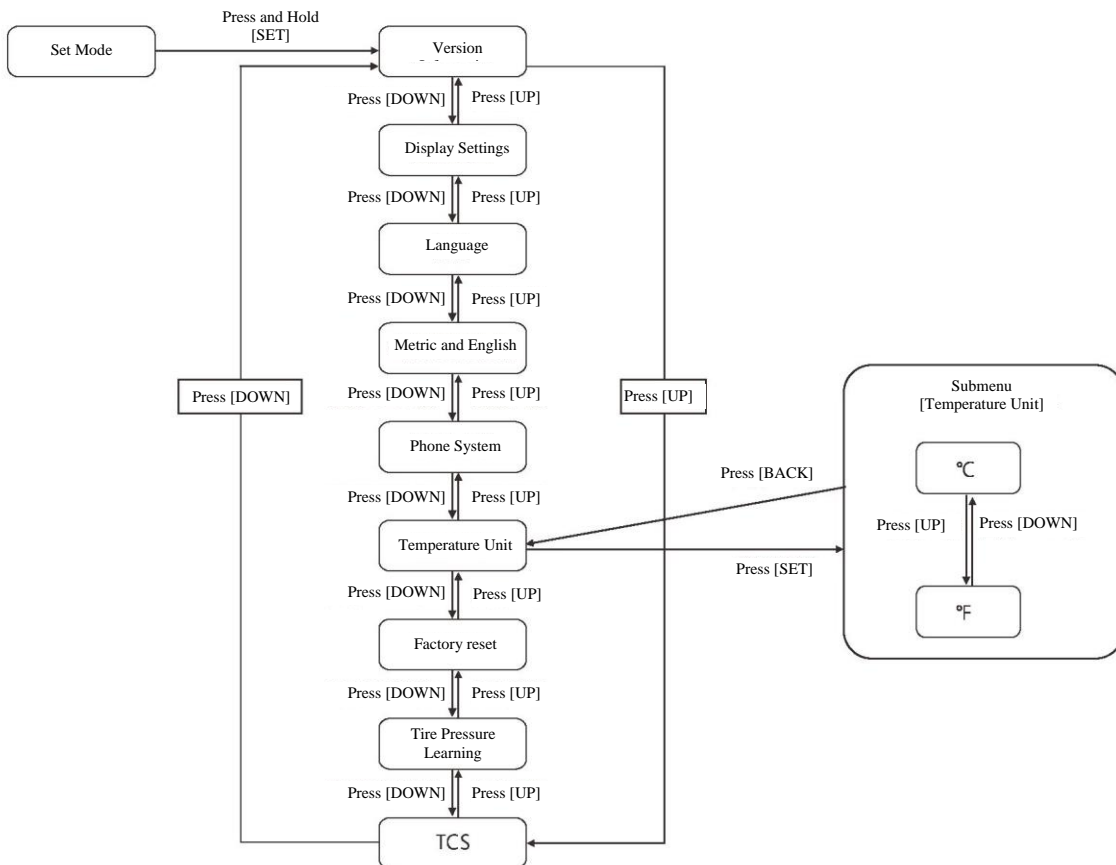 Press and Hold
[SET]
Set Mode
Version
Press [DOWN]
Press [UP]
Display Settings
Press [DOWN]
Press [UP]
Language
Press [DOWN]
Press [UP]
Metric and English
Press [DOWN]
Press [DOWN]
Press [UP]
Press [UP]
Phone System
Press [DOWN]
Press [UP]
Temperature Unit
Press [BACK]
Press [SET]
Submenu
[Temperature Unit]
°C
Press [UP]
Press [DOWN]
°F
Press [DOWN]
Press [UP]
Factory reset
Press [DOWN]
Press [UP]
Tire Pressure
Learning
Press [DOWN]
Press [UP]
TCS